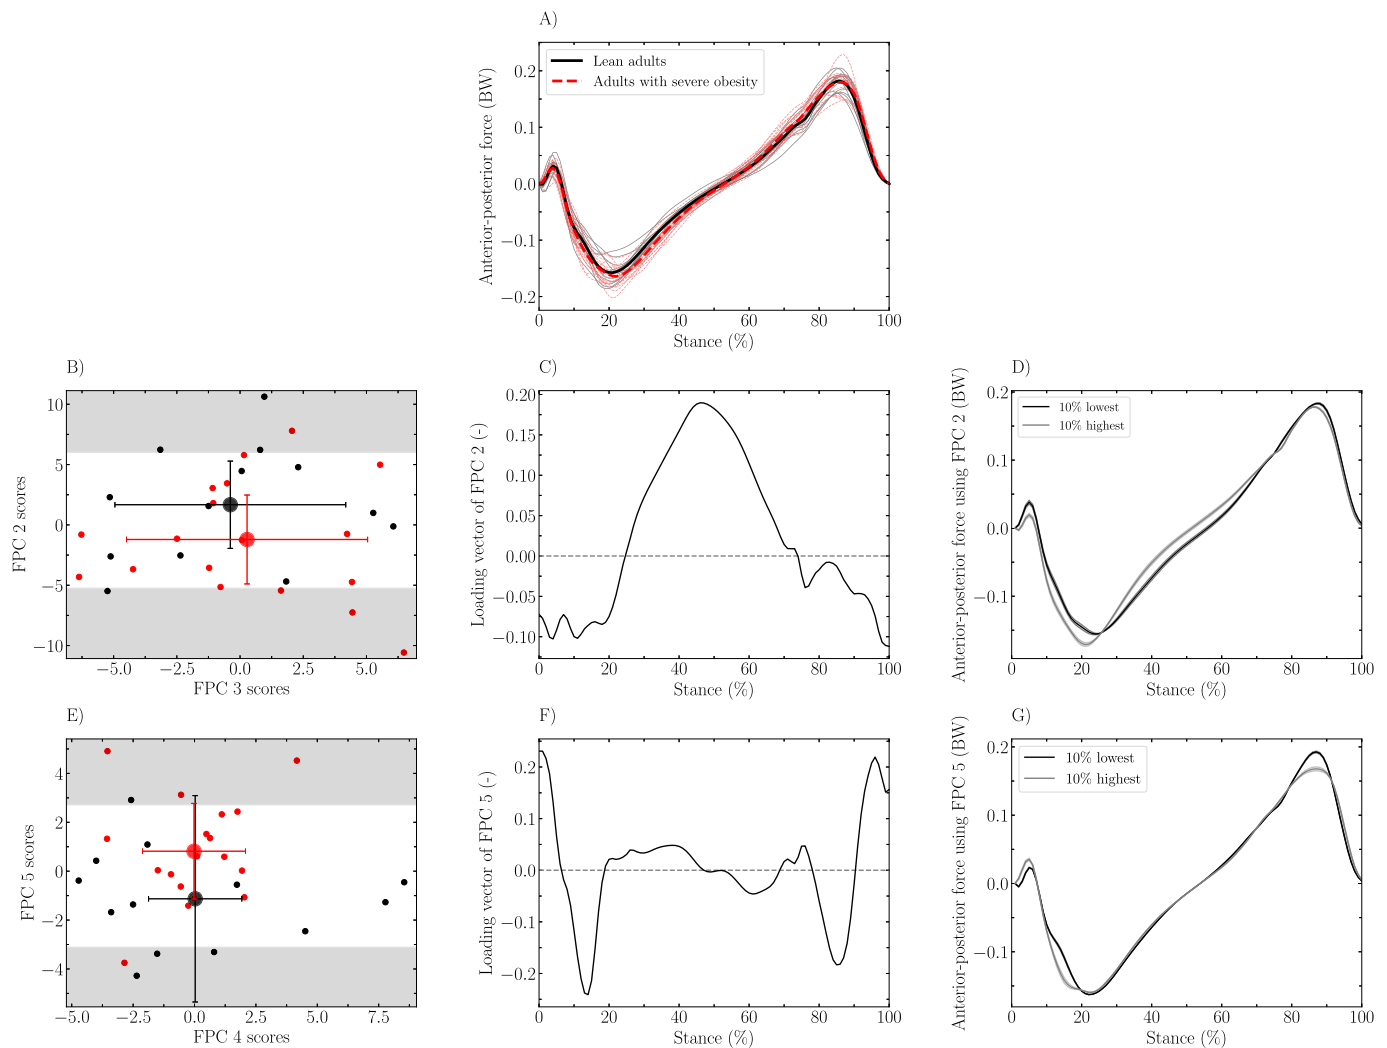 A)
Anterior-posterior force (BW)
Lean adults
Adults with severe obesity
0.2
0.1
0.0
−0.1
−0.2
0 20 40 60 80 100
Stance (%)
B)
FPC 2 scores
10
5
0
−5
−10
−5.0 −2.5 0.0 2.5 5.0
FPC 3 scores
C)
Loading vector of FPC 2 (-)
0.20
0.15
0.10
0.05
0.00
−0.05
−0.10
0 20 40 60 80 100
Stance (%)
D)
Anterior-posterior force using FPC 2 (BW)
10% lowest
10% highest
0.2
0.1
0.0
−0.1
0 20 40 60 80 100
Stance (%)
E)
FPC 5 scores
4
2
0
−2
−4
−5.0 −2.5 0.0 2.5 5.0 7.5
FPC 4 scores
F)
Loading vector of FPC 5 (-)
0.2
0.1
0.0
−0.1
−0.2
0 20 40 60 80 100
Stance (%)
G)
Anterior-posterior force using FPC 5 (BW)
10% lowest
10% highest
0.2
0.1
0.0
−0.1
0 20 40 60 80 100
Stance (%)